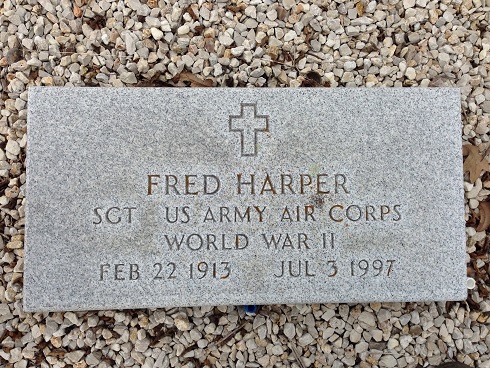 FRED HARPER
SGT US ARMY AIR CORPS
WORLD WAR II
FEB 22 1913 JUL 3 1997